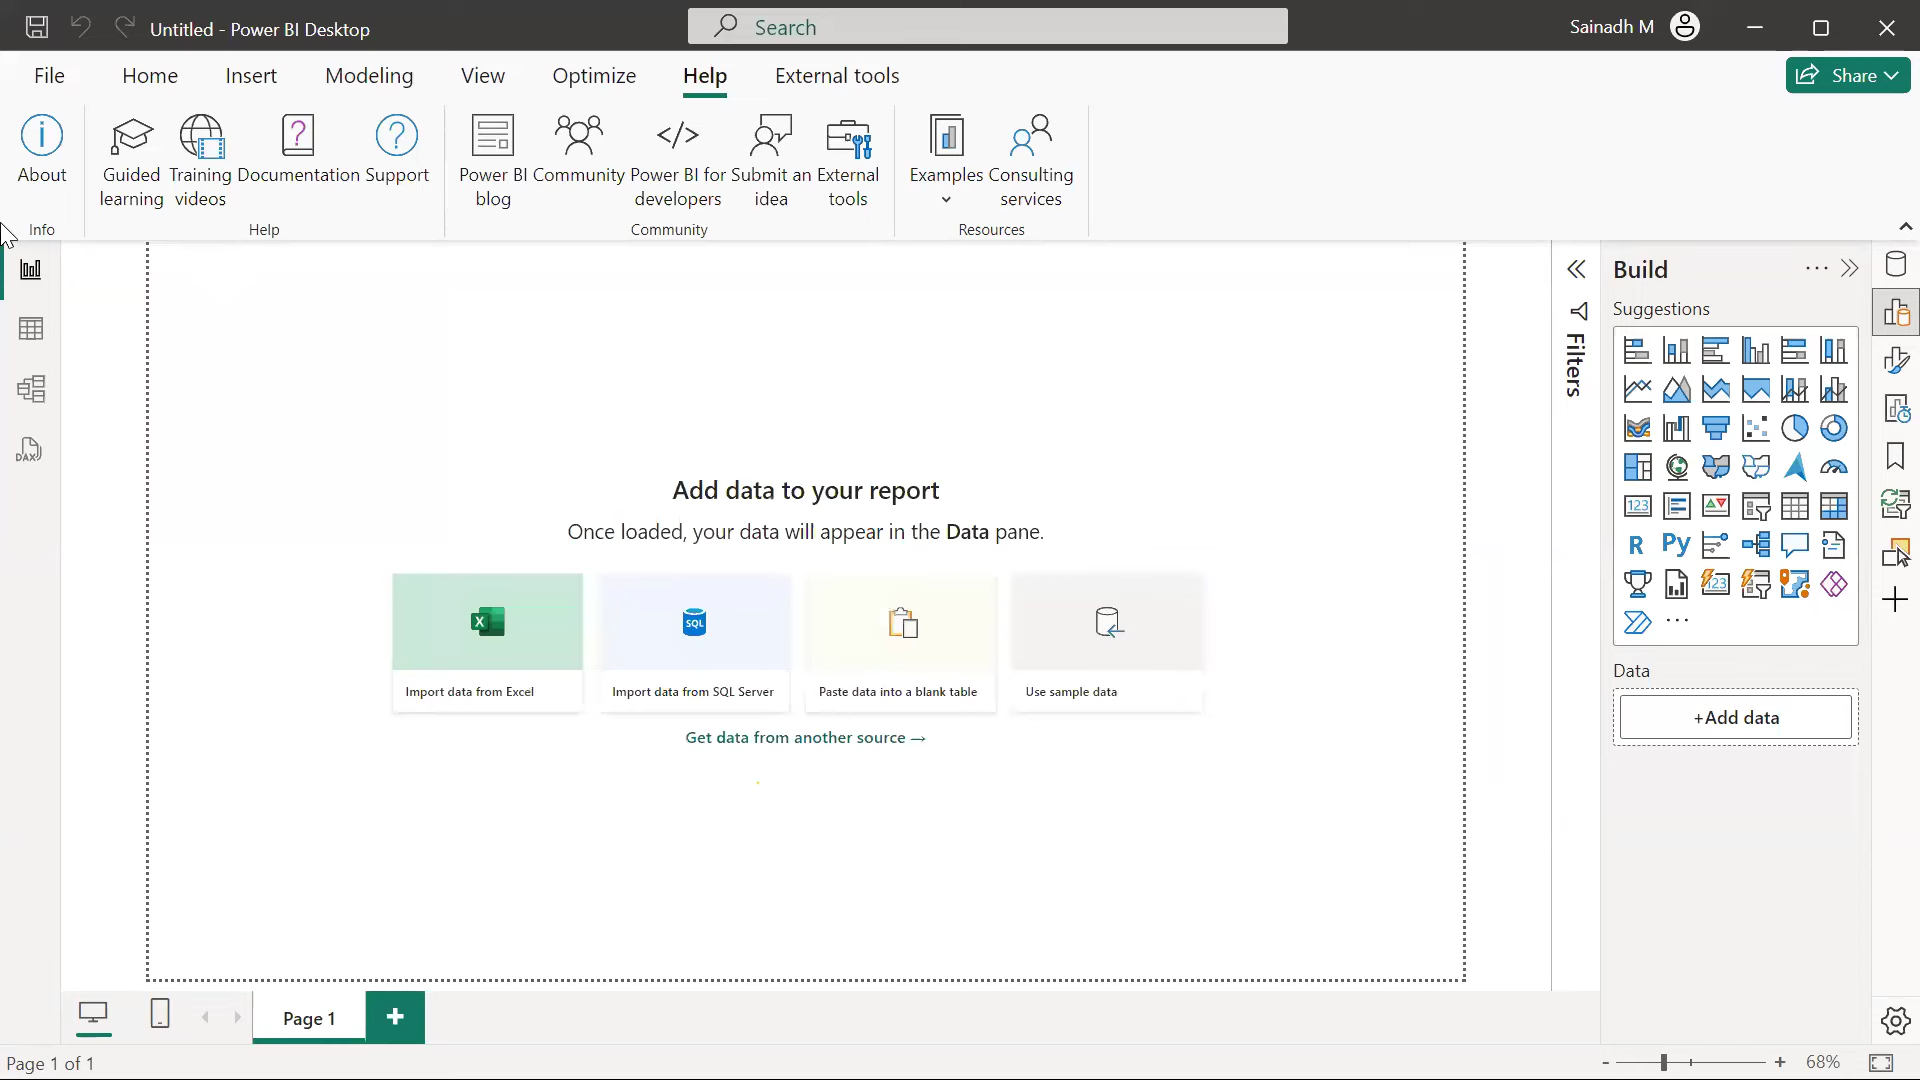 Untitled - Power BI Desktop
Search
Sainadh M
File Home Insert Modeling View Optimize Help External tools
Share
About
Guided learning
Training videos
Documentation
Support
Power BI blog
Community
Power BI for developers
Submit an idea
External tools
Examples
Consulting services
Info
Help
Community
Resources
DAX
Add data to your report
Once loaded, your data will appear in the Data pane.
X
SQL
Import data from Excel
Import data from SQL Server
Paste data into a blank table
Use sample data
Get data from another source →
Filters
Build
Suggestions
123
R
Py
123
Data
+Add data
Page 1
Page 1 of 1
- + 68%